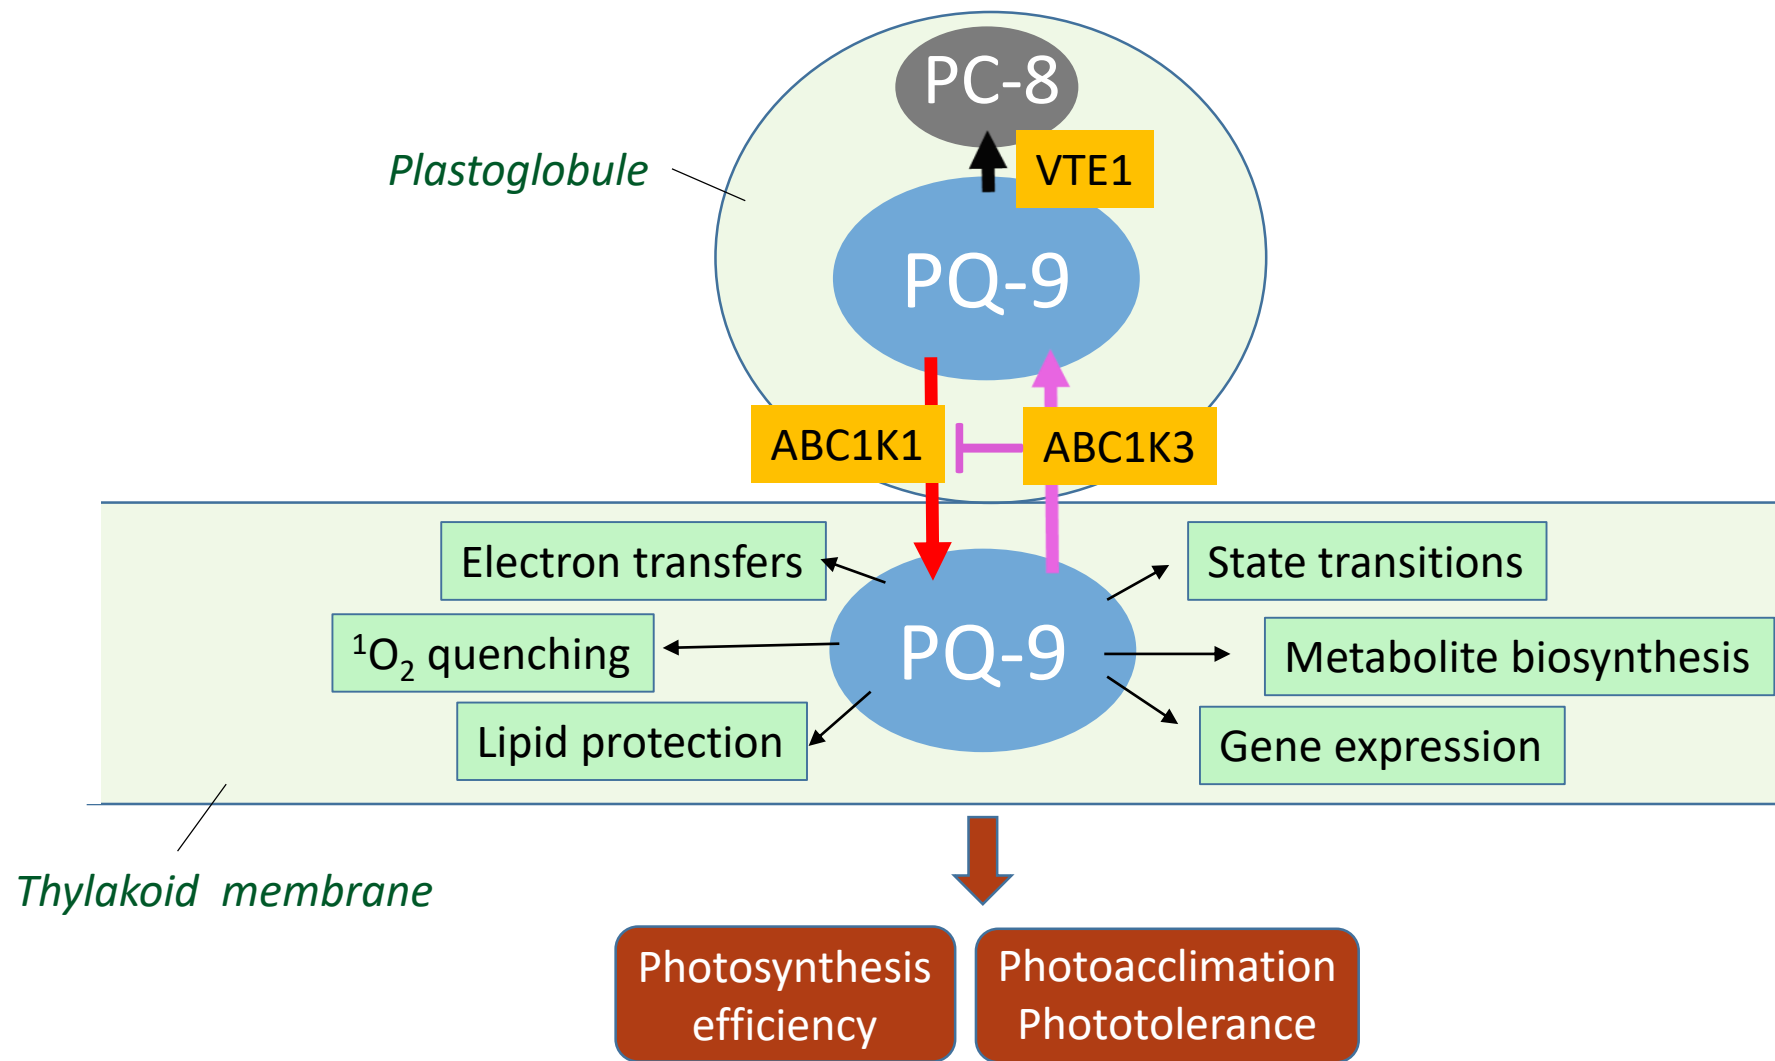 PC-8
VTE1
Plastoglobule
PQ-9
ABC1K1
ABC1K3
Electron transfers
State transitions
¹O₂ quenching
PQ-9
Metabolite biosynthesis
Lipid protection
Gene expression
Thylakoid membrane
Photosynthesis
efficiency
Photoacclimation
Phototolerance